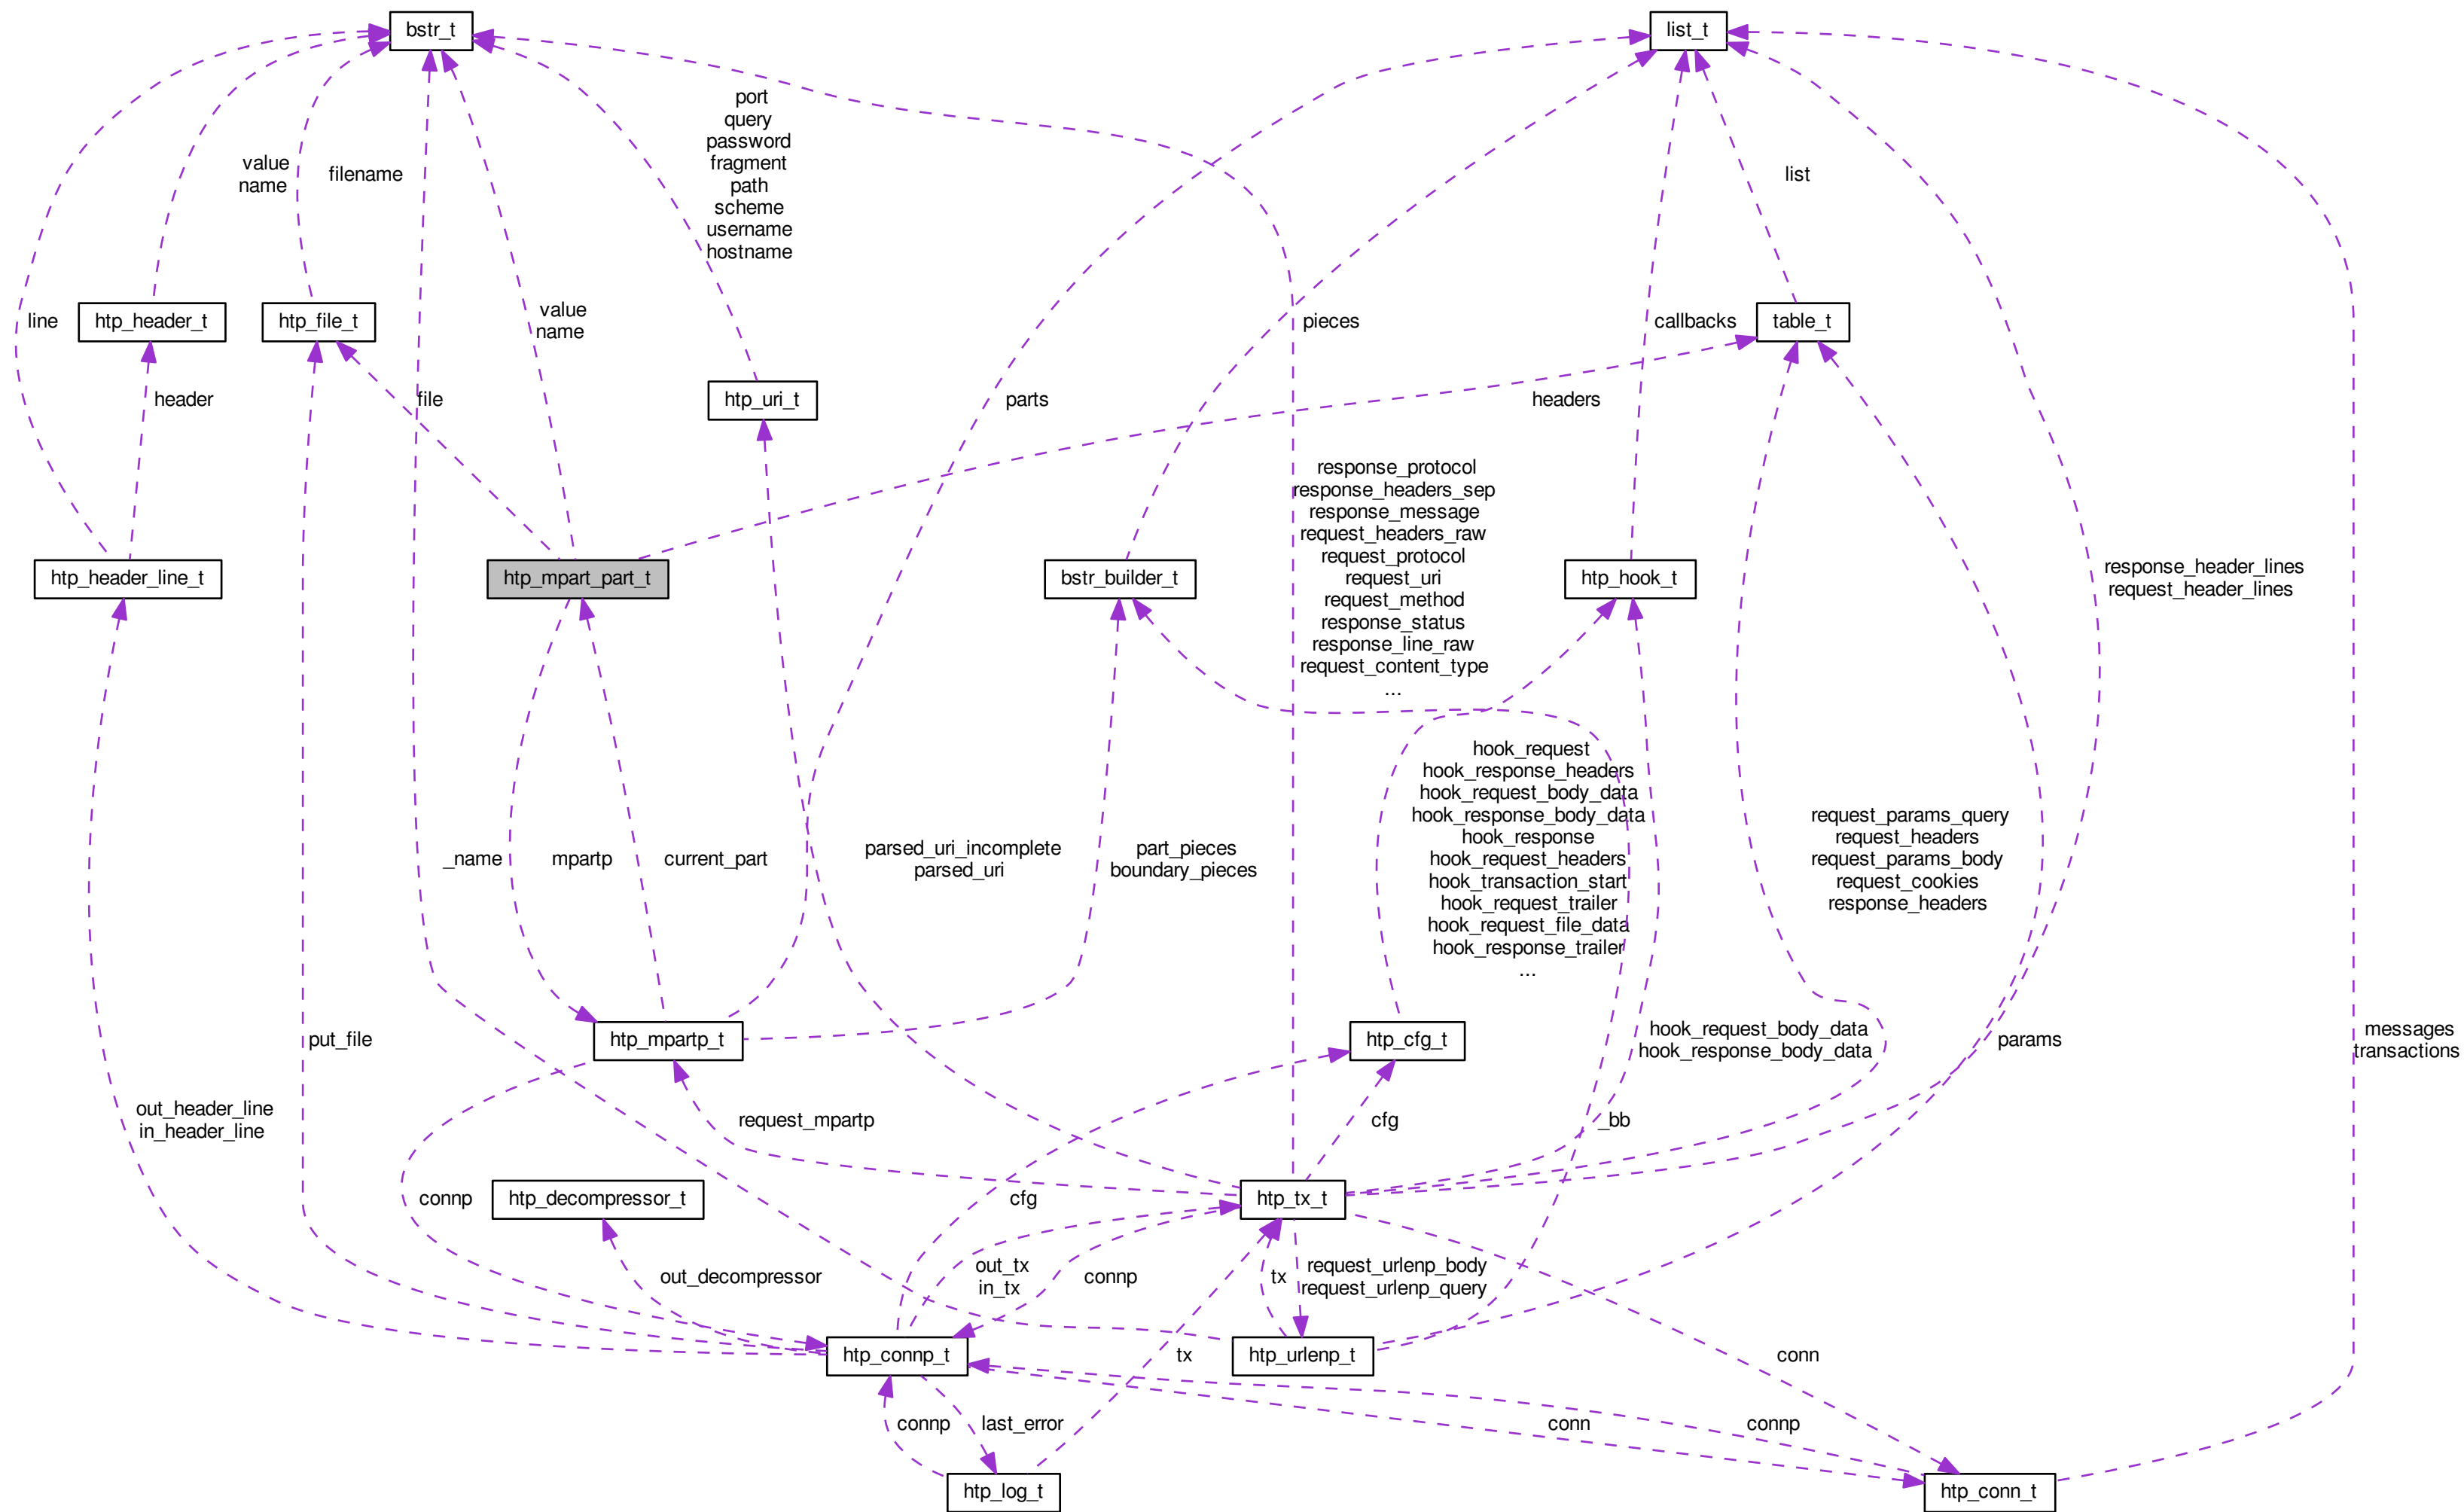 bstr_t
list_t
port
query
password
fragment
path
scheme
username
hostname
value
name
filename
list
line
htp_header_t
htp_file_t
value
name
pieces
callbacks
table_t
header
file
htp_uri_t
parts
headers
response_protocol
response_headers_sep
response_message
request_headers_raw
request_protocol
request_uri
request_method
response_status
response_line_raw
request_content_type
...
htp_header_line_t
htp_mpart_part_t
bstr_builder_t
htp_hook_t
response_header_lines
request_header_lines
hook_request
hook_response_headers
hook_request_body_data
hook_response_body_data
hook_response
hook_request_headers
hook_transaction_start
hook_request_trailer
hook_request_file_data
hook_response_trailer
...
_name
mpartp
current_part
parsed_uri_incomplete
parsed_uri
part_pieces
boundary_pieces
request_params_query
request_headers
request_params_body
request_cookies
response_headers
put_file
htp_mpartp_t
htp_cfg_t
hook_request_body_data
hook_response_body_data
params
messages
transactions
out_header_line
in_header_line
request_mpartp
cfg
_bb
connp
htp_decompressor_t
cfg
htp_tx_t
out_decompressor
out_tx
in_tx
connp
tx
request_urlenp_body
request_urlenp_query
htp_connp_t
tx
htp_urlenp_t
conn
connp
last_error
conn
connp
htp_log_t
htp_conn_t